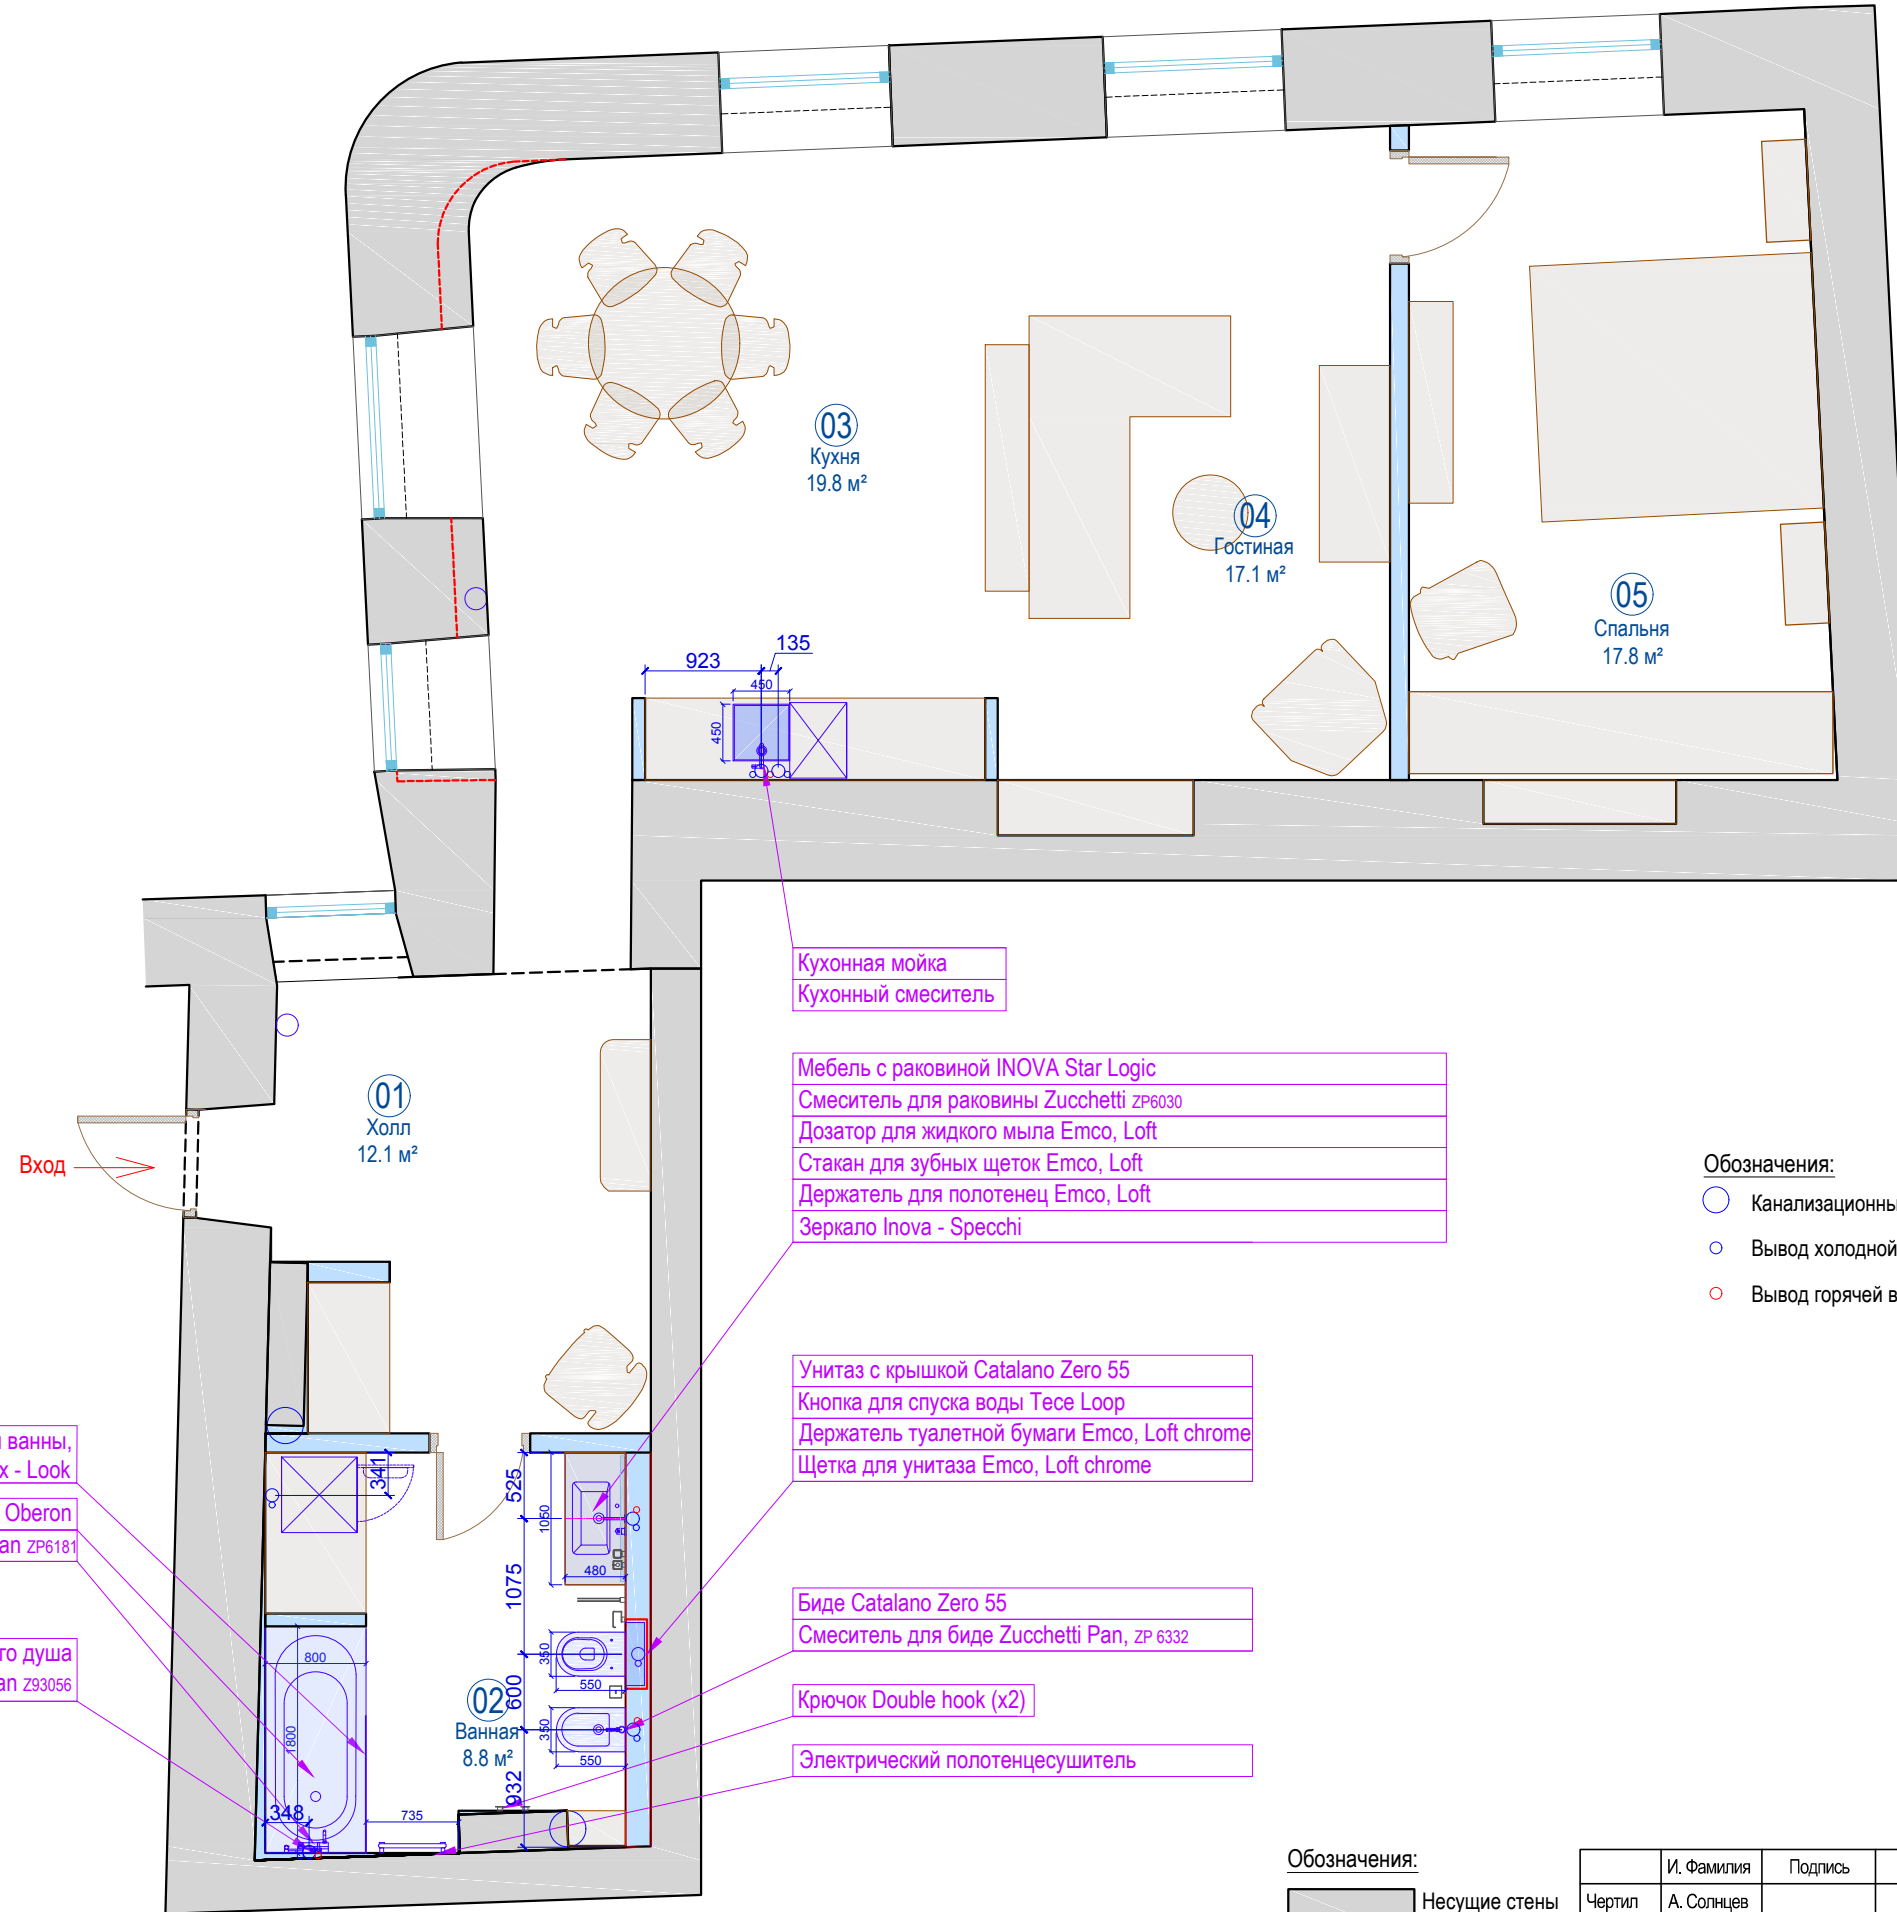 03
Кухня
19.8 м²
04
Гостиная
17.1 м²
05
Спальня
17.8 м²
923
135
450
450
Кухонная мойка
Кухонный смеситель
01
Холл
12.1 м²
Вход
Мебель с раковиной INOVA Star Logic
Смеситель для раковины Zucchetti ZP6030
Дозатор для жидкого мыла Emco, Loft
Стакан для зубных щеток Emco, Loft
Держатель для полотенец Emco, Loft
Зеркало Inova - Specchi
Обозначения:
Канализационны
Вывод холодной
Вывод горячей в
Унитаз с крышкой Catalano Zero 55
Кнопка для спуска воды Tece Loop
Держатель туалетной бумаги Emco, Loft chrome
Щетка для унитаза Emco, Loft chrome
ванны,
x - Look
Oberon
an ZP6181
го душа
an Z93056
341
525
1050
480
1075
350
550
600
350
550
932
800
1800
348
735
02
Ванная
8.8 м²
Биде Catalano Zero 55
Смеситель для биде Zucchetti Pan, ZP 6332
Крючок Double hook (x2)
Электрический полотенцесушитель
Обозначения:
Несущие стены
И. Фамилия Подпись
Чертил А. Солнцев